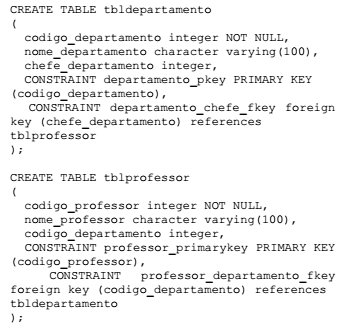 CREATE TABLE tbldepartamento
(
codigo_departamento integer NOT NULL,
nome_departamento character varying(100),
chefe_departamento integer,
CONSTRAINT departamento_pkey PRIMARY KEY
(codigo_departamento),
CONSTRAINT departamento_chefe_fkey foreign
key (chefe_departamento) references
tblprofessor
);
CREATE TABLE tblprofessor
(
codigo_professor integer NOT NULL,
nome_professor character varying(100),
codigo_departamento integer,
CONSTRAINT professor_primarykey PRIMARY KEY
(codigo_professor),
CONSTRAINT professor_departamento_fkey
foreign key (codigo_departamento) references
tbldepartamento
);